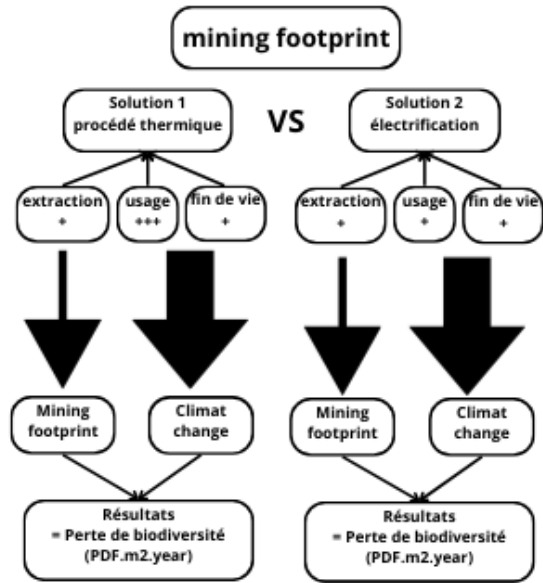 mining footprint
Solution 1
procédé thermique
VS
Solution 2
électrification
extraction
+
usage
+++
fin de vie
+
extraction
+
usage
+
fin de vie
+
Mining
footprint
Climat
change
Mining
footprint
Climat
change
Résultats
= Perte de biodiversité
(PDF.m2.year)
Résultats
= Perte de biodiversité
(PDF.m2.year)